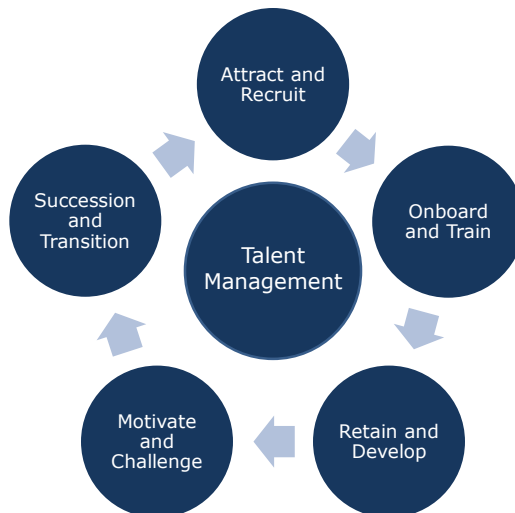 Attract and
Recruit
Onboard
and Train
Retain and
Develop
Motivate
and
Challenge
Succession
and
Transition
Talent
Management